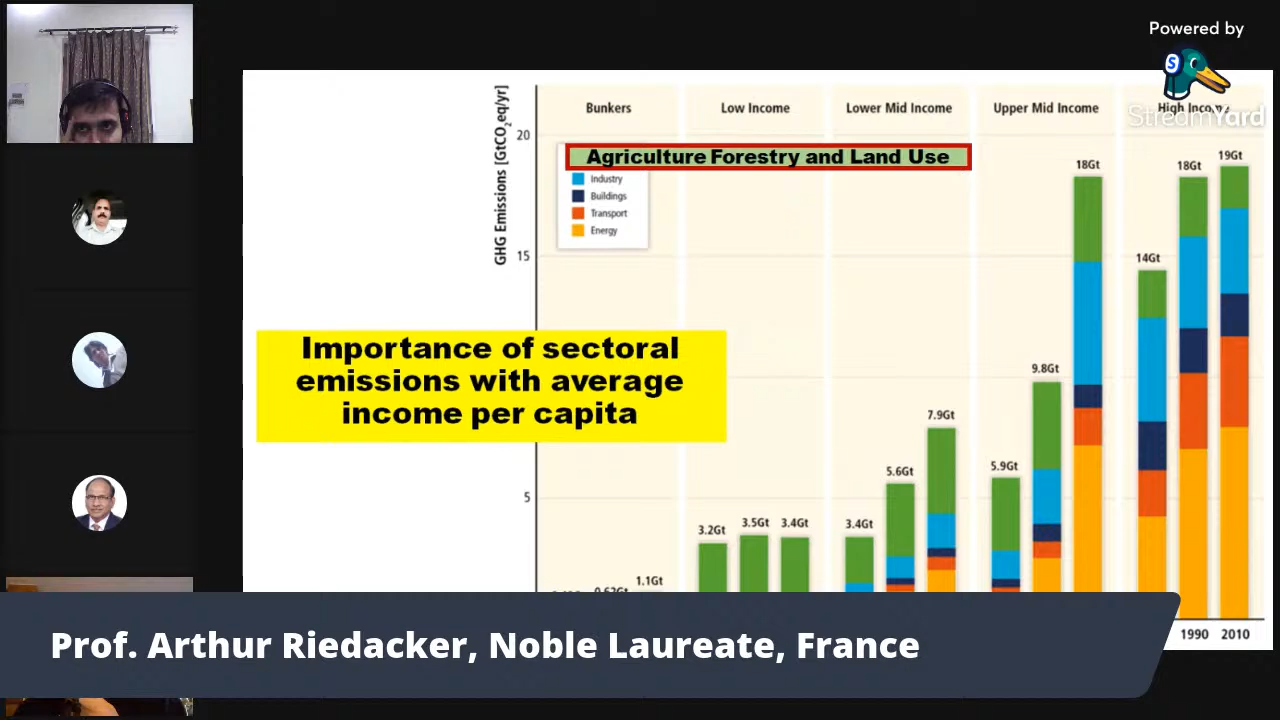 Powered by
S
StreamYard
GHG Emissions [GtCO2eq/yr]
Bunkers
Low Income
Lower Mid Income
Upper Mid Income
High Income
20
15
5
Agriculture Forestry and Land Use
Industry
Buildings
Transport
Energy
Importance of sectoral
emissions with average
income per capita
1.1Gt
3.2Gt
3.5Gt
3.4Gt
3.4Gt
5.6Gt
7.9Gt
5.9Gt
9.8Gt
18Gt
14Gt
18Gt
19Gt
1990
2010
Prof. Arthur Riedacker, Noble Laureate, France